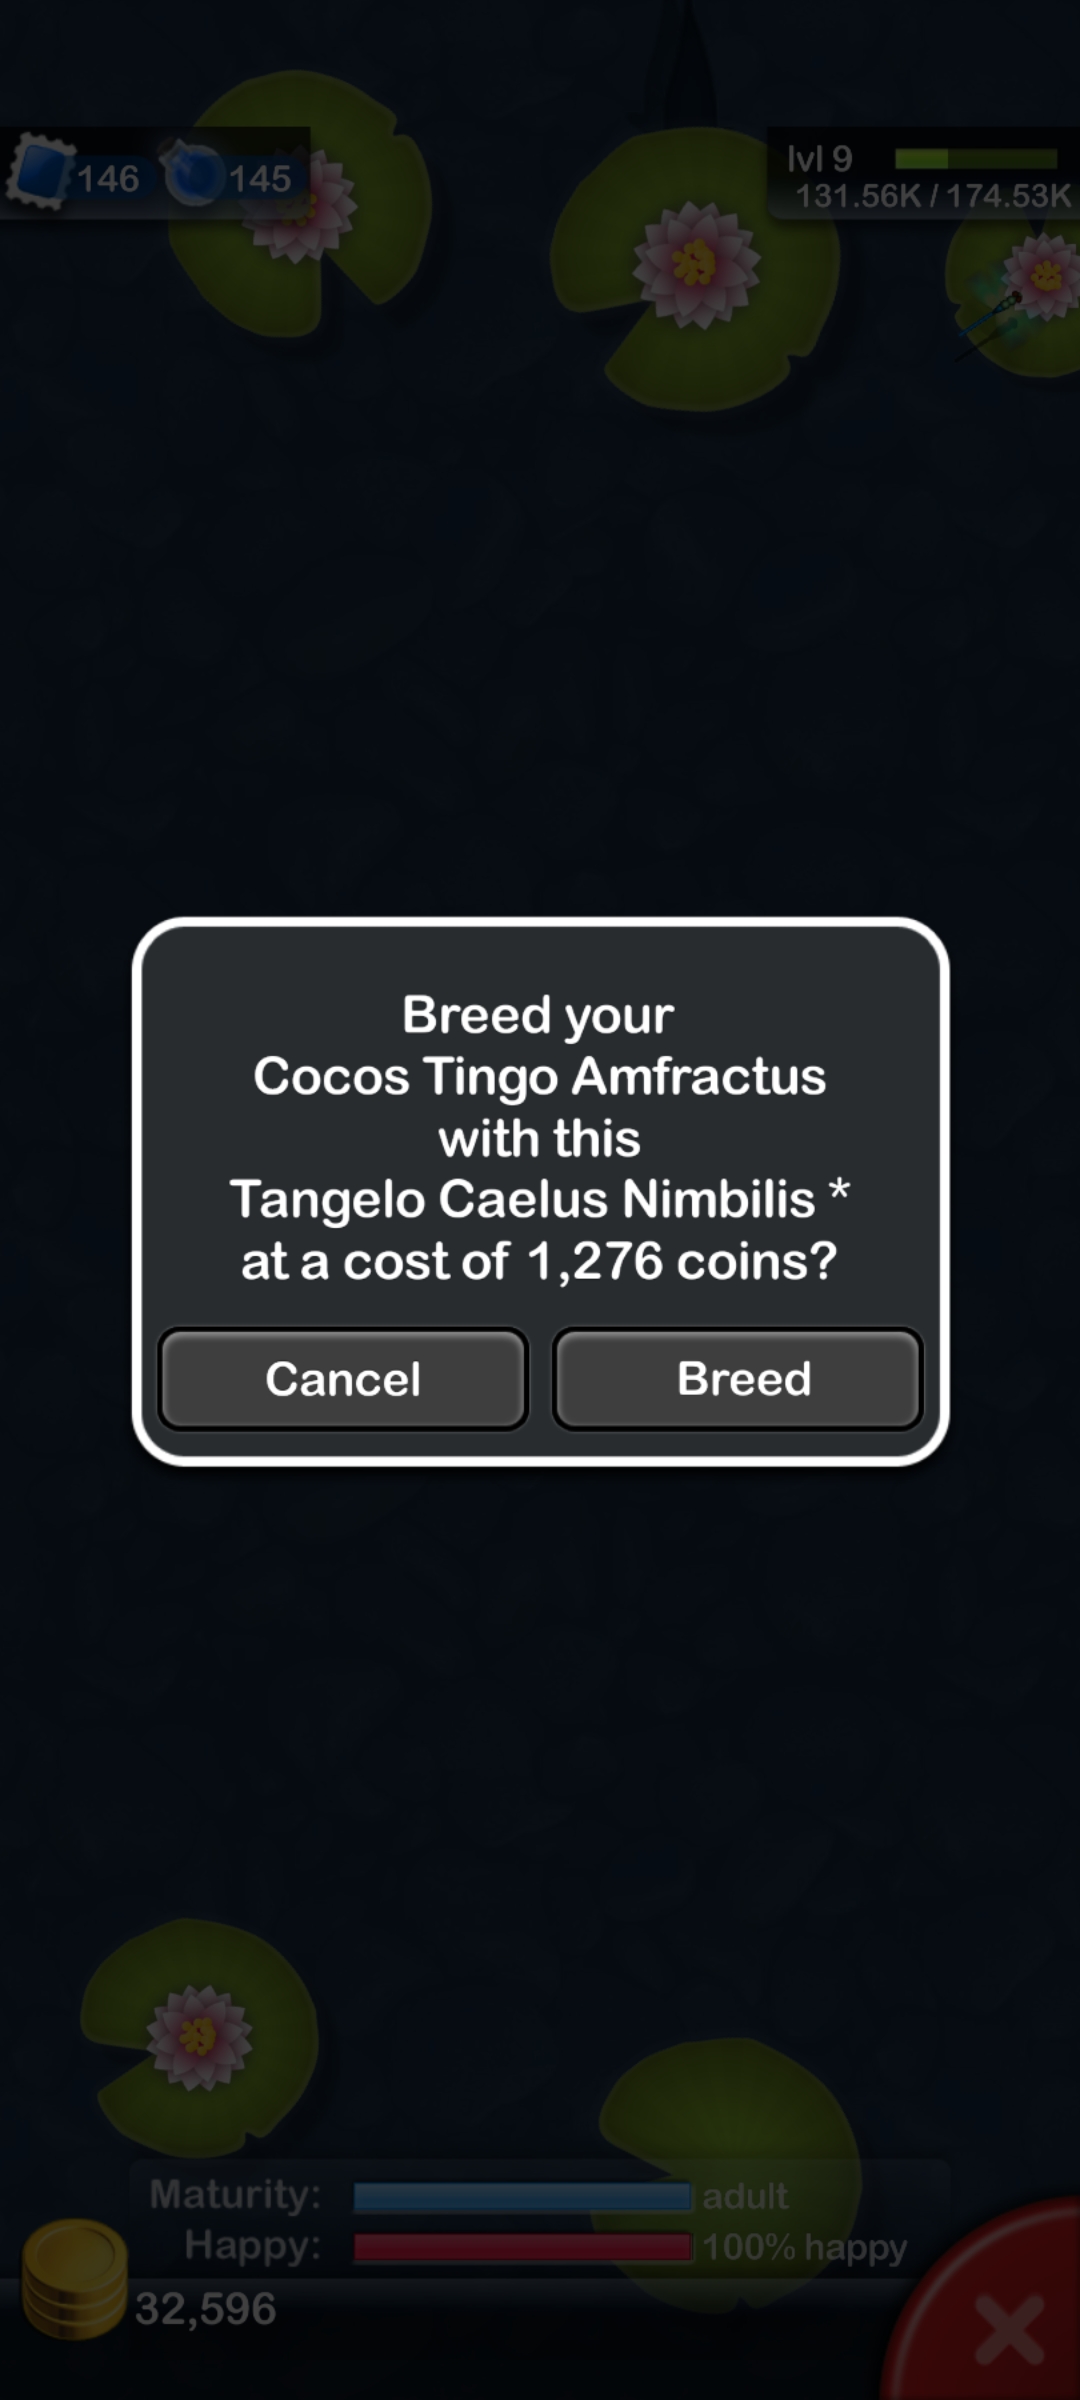 146 145
lvl 9
131.56K / 174.53K
Breed your
Cocos Tingo Amfractus
with this
Tangelo Caelus Nimbilis *
at a cost of 1,276 coins?
Cancel Breed
Maturity: adult
Happy: 100% happy
32,596